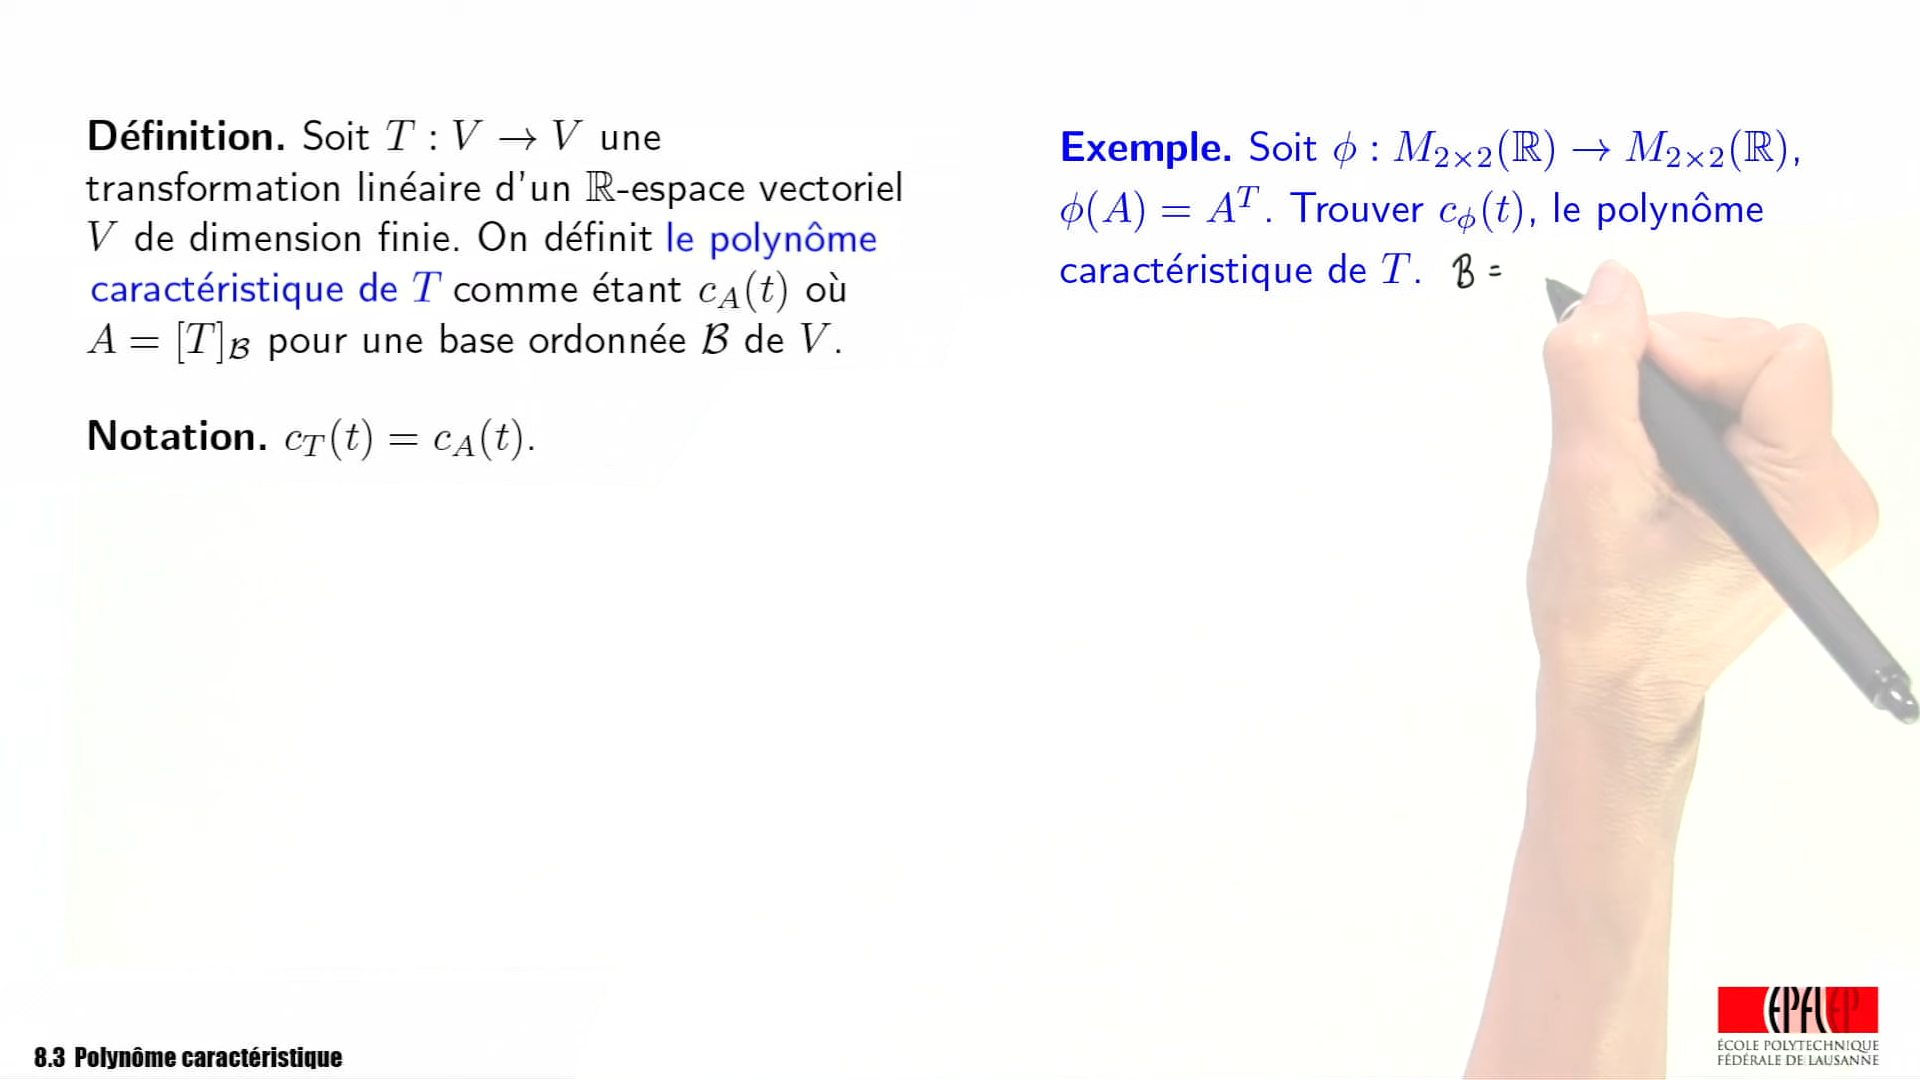 Définition. Soit T : V → V une
transformation linéaire d'un ℝ-espace vectoriel
V de dimension finie. On définit le polynôme
caractéristique de T comme étant c_A(t) où
A = [T]_ℬ pour une base ordonnée ℬ de V.
Notation. c_T(t) = c_A(t).
Exemple. Soit ϕ : M_{2×2}(ℝ) → M_{2×2}(ℝ),
ϕ(A) = A^T. Trouver c_ϕ(t), le polynôme
caractéristique de T. ℬ =
8.3 Polynôme caractéristique
EPFL
ÉCOLE POLYTECHNIQUE
FÉDÉRALE DE LAUSANNE